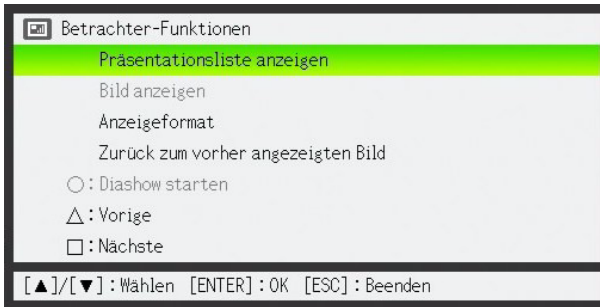 Betrachter-Funktionen
Präsentationsliste anzeigen
Bild anzeigen
Anzeigeformat
Zurück zum vorher angezeigten Bild
○: Diashow starten
△: Vorige
□: Nächste
[▲]/[▼]: Wählen [ENTER]: OK [ESC]: Beenden